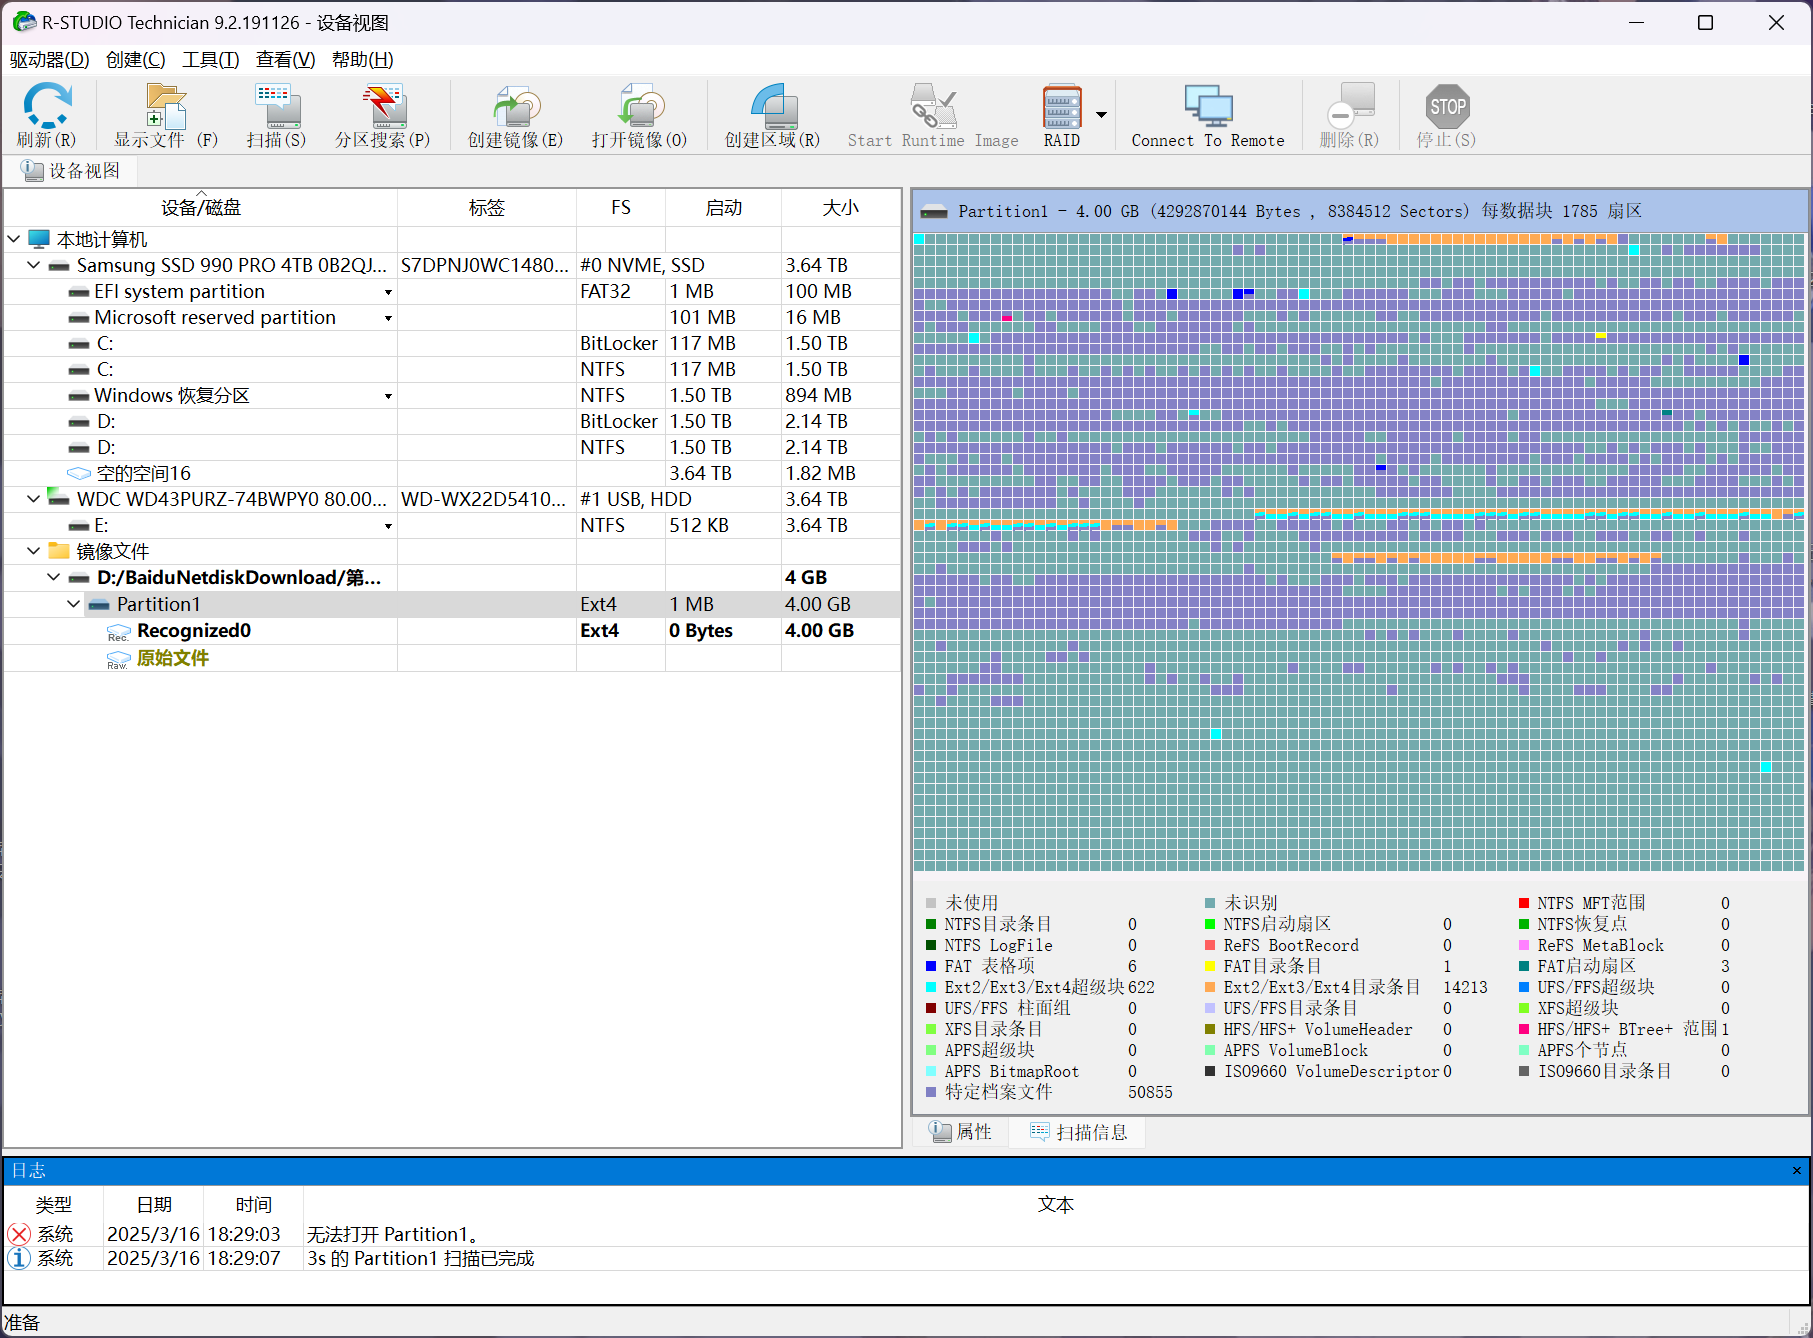 R-STUDIO Technician 9.2.191126 - 设备视图
驱动器(D) 创建(C) 工具(T) 查看(V) 帮助(H)
刷新(R) 显示文件 (F) 扫描(S) 分区搜索(P) 创建镜像(E) 打开镜像(O) 创建区域(R) Start Runtime Image RAID Connect To Remote 删除(R) STOP 停止(S)
设备视图
设备/磁盘 标签 FS 启动 大小
本地计算机
Samsung SSD 990 PRO 4TB 0B2QJ... S7DPNJ0WC1480... #0 NVME, SSD 3.64 TB
EFI system partition FAT32 1 MB 100 MB
Microsoft reserved partition 101 MB 16 MB
C: BitLocker 117 MB 1.50 TB
C: NTFS 117 MB 1.50 TB
Windows 恢复分区 NTFS 1.50 TB 894 MB
D: BitLocker 1.50 TB 2.14 TB
D: NTFS 1.50 TB 2.14 TB
空的空间16 3.64 TB 1.82 MB
WDC WD43PURZ-74BWPY0 80.00... WD-WX22D5410... #1 USB, HDD 3.64 TB
E: NTFS 512 KB 3.64 TB
镜像文件
D:/BaiduNetdiskDownload/第... 4 GB
Partition1 Ext4 1 MB 4.00 GB
Rec. Recognized0 Ext4 0 Bytes 4.00 GB
Raw. 原始文件
Partition1 - 4.00 GB (4292870144 Bytes , 8384512 Sectors) 每数据块 1785 扇区
未使用 未识别 NTFS MFT范围 0
NTFS目录条目 0 NTFS启动扇区 0 NTFS恢复点 0
NTFS LogFile 0 ReFS BootRecord 0 ReFS MetaBlock 0
FAT 表格项 6 FAT目录条目 1 FAT启动扇区 3
Ext2/Ext3/Ext4超级块 622 Ext2/Ext3/Ext4目录条目 14213 UFS/FFS超级块 0
UFS/FFS 柱面组 0 UFS/FFS目录条目 0 XFS超级块 0
XFS目录条目 0 HFS/HFS+ VolumeHeader 0 HFS/HFS+ BTree+ 范围 1
APFS超级块 0 APFS VolumeBlock 0 APFS个节点 0
APFS BitmapRoot 0 ISO9660 VolumeDescriptor 0 ISO9660目录条目 0
特定档案文件 50855
属性 扫描信息
日志
类型 日期 时间 文本
系统 2025/3/16 18:29:03 无法打开 Partition1。
系统 2025/3/16 18:29:07 3s 的 Partition1 扫描已完成
准备